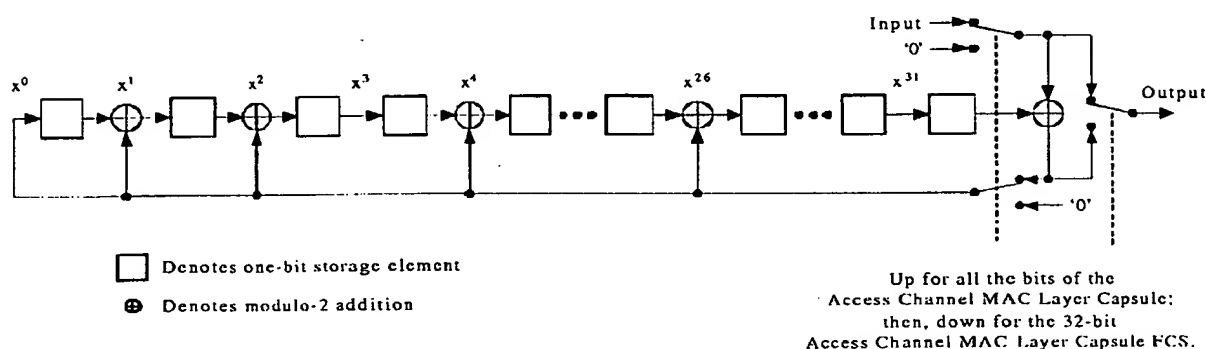 Input
'0'
x⁰ x¹ x² x³ x⁴ x²⁶ x³¹
Output
'0'
Denotes one-bit storage element
Denotes modulo-2 addition
Up for all the bits of the
Access Channel MAC Layer Capsule;
then, down for the 32-bit
Access Channel MAC Layer Capsule FCS.